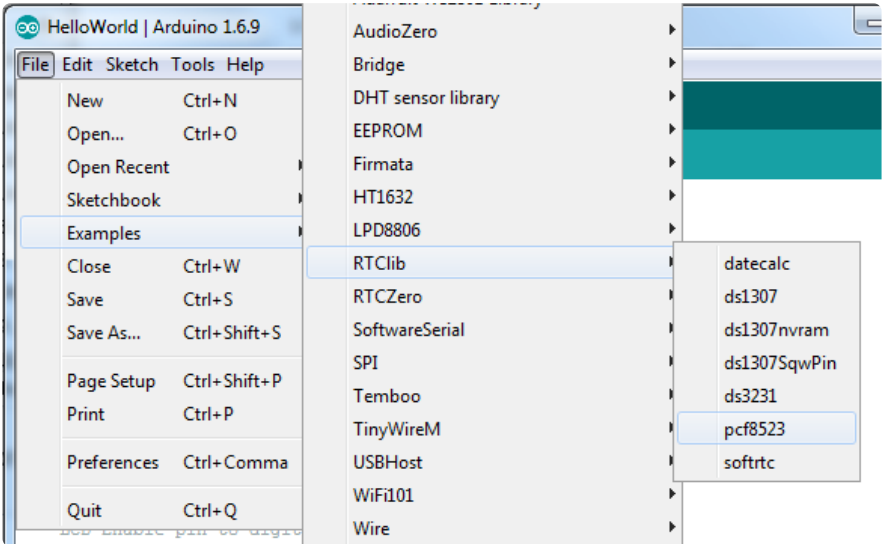 HelloWorld | Arduino 1.6.9
File Edit Sketch Tools Help
New Ctrl+N
Open... Ctrl+O
Open Recent
Sketchbook
Examples
Close Ctrl+W
Save Ctrl+S
Save As... Ctrl+Shift+S
Page Setup Ctrl+Shift+P
Print Ctrl+P
Preferences Ctrl+Comma
Quit Ctrl+Q
AudioZero
Bridge
DHT sensor library
EEPROM
Firmata
HT1632
LPD8806
RTClib
RTCZero
SoftwareSerial
SPI
Temboo
TinyWireM
USBHost
WiFi101
Wire
datecalc
ds1307
ds1307nvram
ds1307SqwPin
ds3231
pcf8523
softrtc